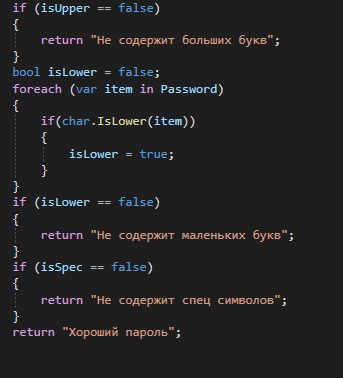 if (isUpper == false)
{
return "Не содержит больших букв";
}
bool isLower = false;
foreach (var item in Password)
{
if(char.IsLower(item))
{
isLower = true;
}
}
if (isLower == false)
{
return "Не содержит маленьких букв";
}
if (isSpec == false)
{
return "Не содержит спец символов";
}
return "Хороший пароль";